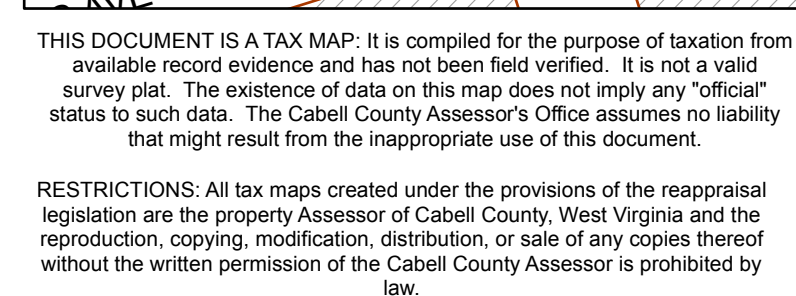 THIS DOCUMENT IS A TAX MAP: It is compiled for the purpose of taxation from
available record evidence and has not been field verified.  It is not a valid
survey plat.  The existence of data on this map does not imply any "official"
status to such data.  The Cabell County Assessor's Office assumes no liability
that might result from the inappropriate use of this document.

RESTRICTIONS: All tax maps created under the provisions of the reappraisal
legislation are the property Assessor of Cabell County, West Virginia and the
reproduction, copying, modification, distribution, or sale of any copies thereof
without the written permission of the Cabell County Assessor is prohibited by
law.